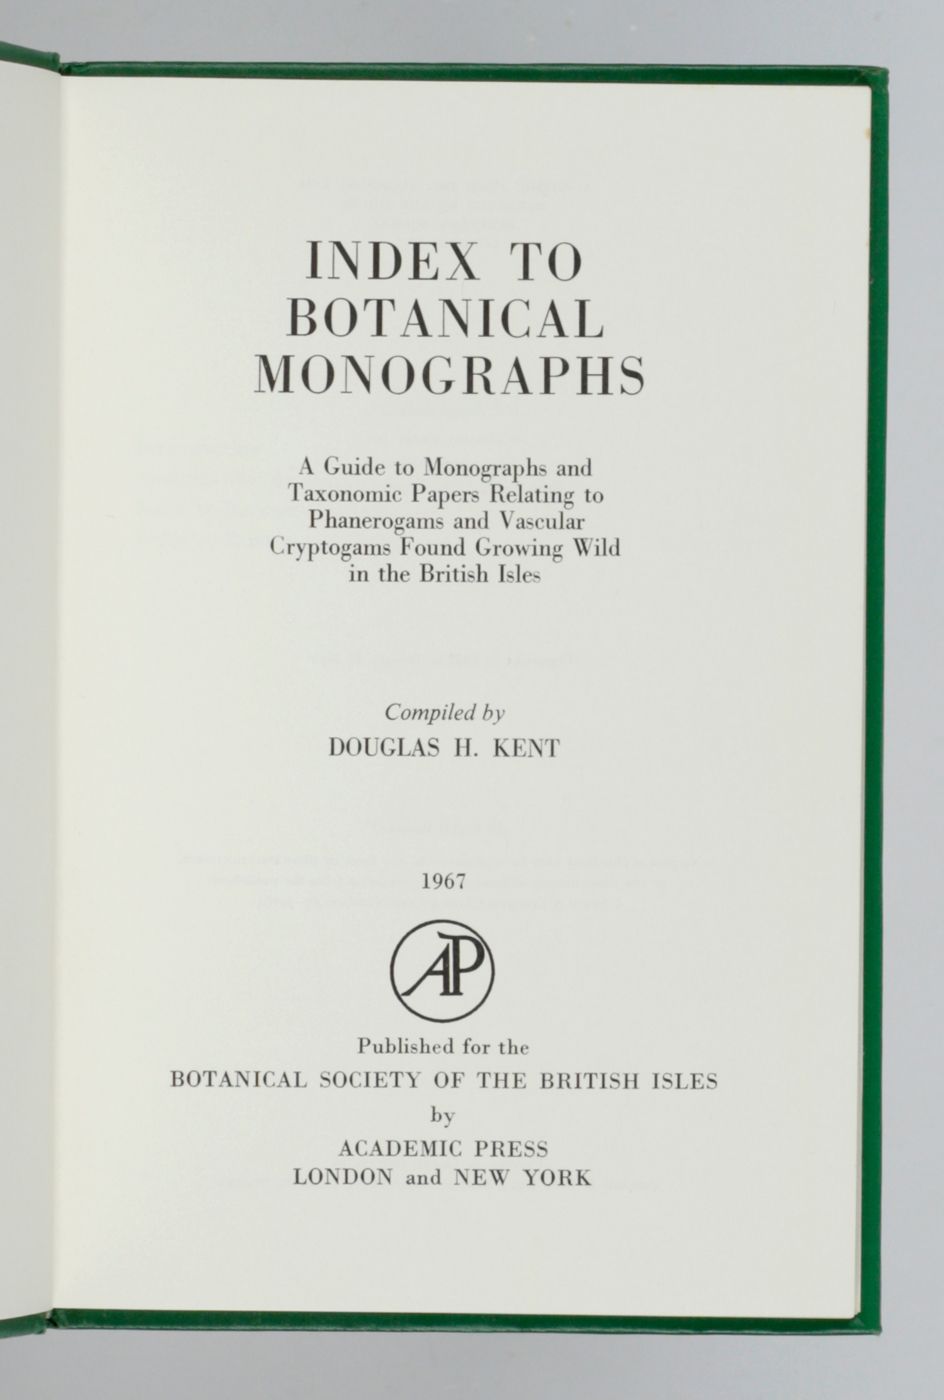 INDEX TO
BOTANICAL
MONOGRAPHS
A Guide to Monographs and
Taxonomic Papers Relating to
Phanerogams and Vascular
Cryptogams Found Growing Wild
in the British Isles
Compiled by
DOUGLAS H. KENT
1967
AP
Published for the
BOTANICAL SOCIETY OF THE BRITISH ISLES
by
ACADEMIC PRESS
LONDON and NEW YORK